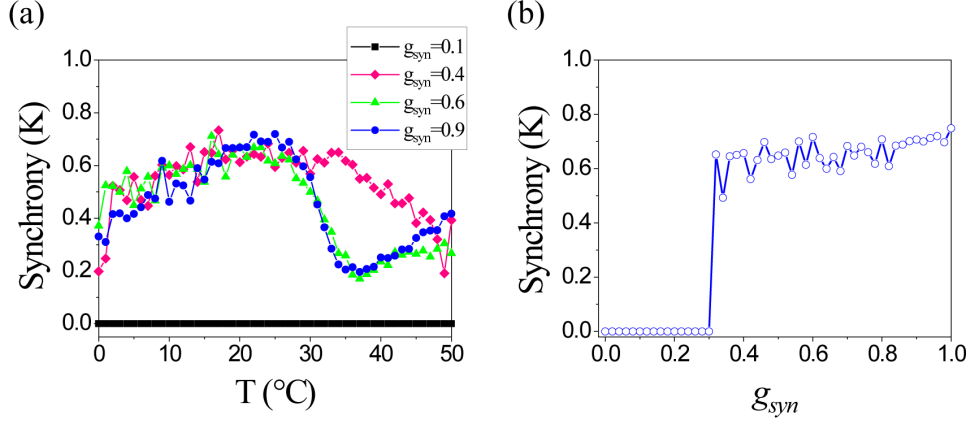 (a)
(b)
g_syn=0.1
g_syn=0.4
g_syn=0.6
g_syn=0.9
1.0
0.8
0.6
0.4
0.2
0.0
Synchrony (K)
0 10 20 30 40 50
T (°C)
1.0
0.8
0.6
0.4
0.2
0.0
Synchrony (K)
0.0 0.2 0.4 0.6 0.8 1.0
g_syn